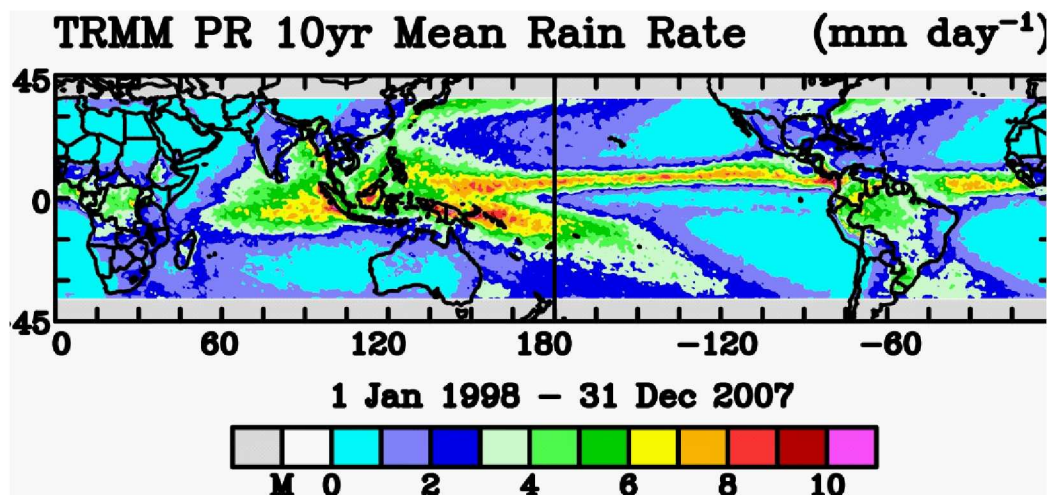 TRMM PR 10yr Mean Rain Rate (mm day⁻¹)
45
0
-45
0 60 120 180 -120 -60
1 Jan 1998 - 31 Dec 2007
M 0 2 4 6 8 10